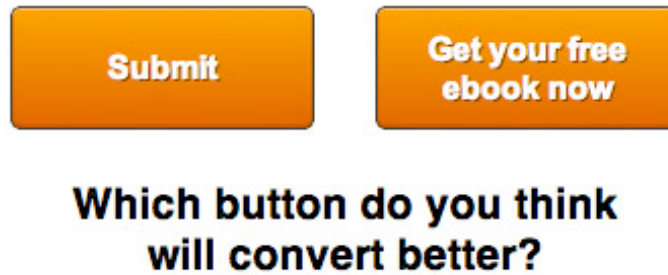 Submit
Get your free
ebook now
Which button do you think
will convert better?